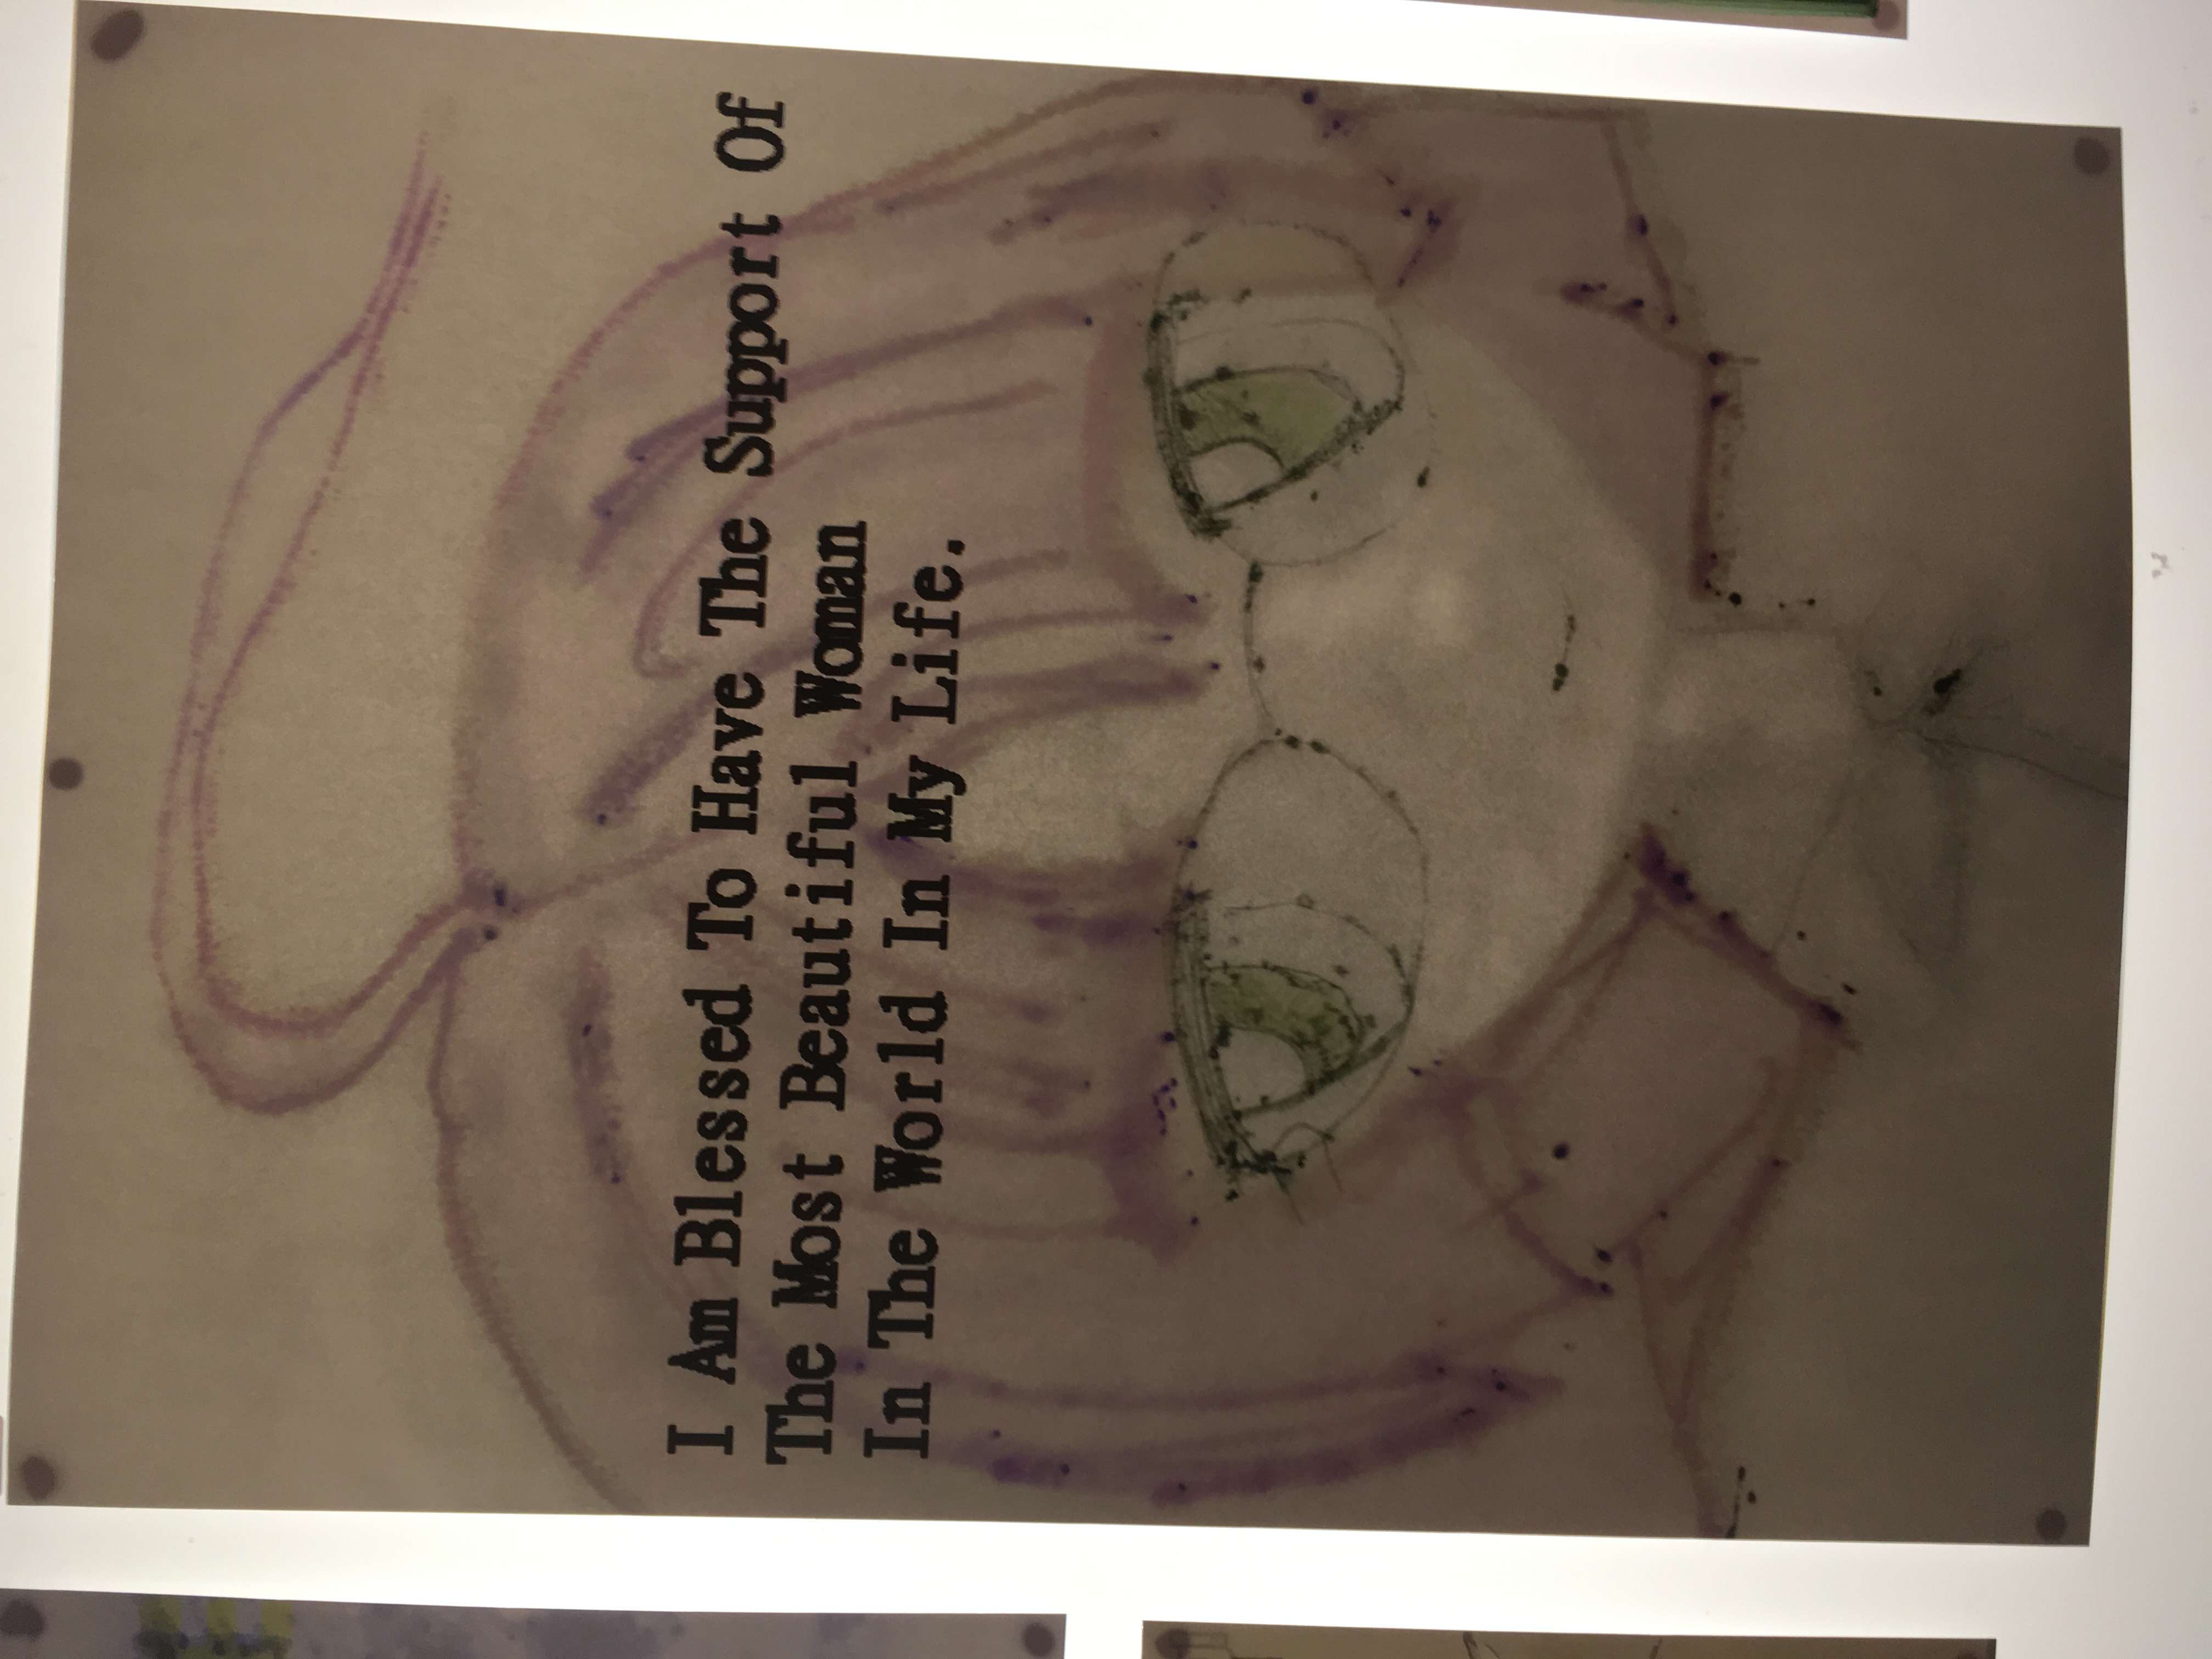 I Am Blessed To Have The Support Of
The Most Beautiful Woman
In The World In My Life.